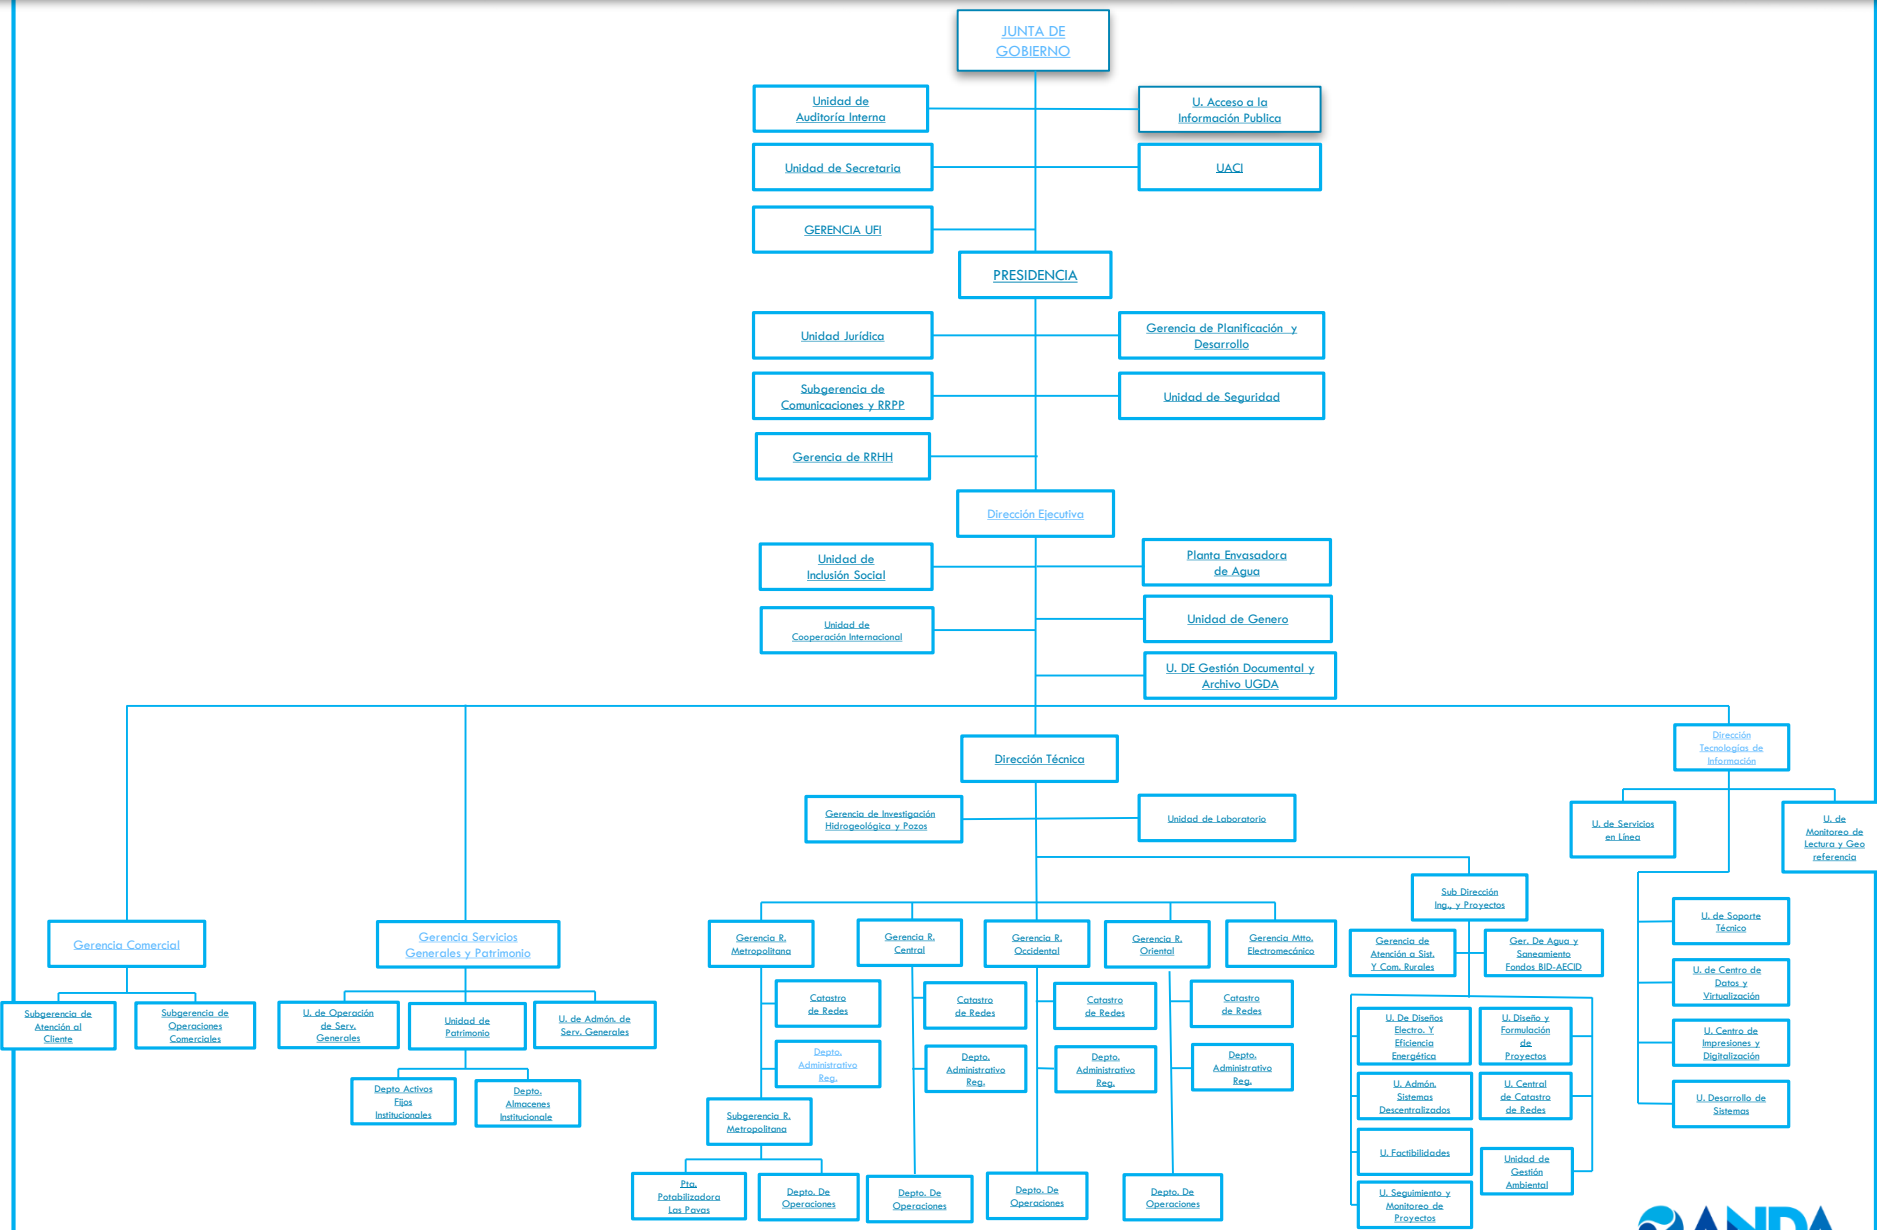 JUNTA DE
GOBIERNO
Unidad de
Auditoría Interna
U. Acceso a la
Información Publica
Unidad de Secretaria
UACI
GERENCIA UFI
PRESIDENCIA
Unidad Jurídica
Gerencia de Planificación y
Desarrollo
Subgerencia de
Comunicaciones y RRPP
Unidad de Seguridad
Gerencia de RRHH
Dirección Ejecutiva
Unidad de
Inclusión Social
Planta Envasadora
de Agua
Unidad de
Cooperación Internacional
Unidad de Genero
U. DE Gestión Documental y
Archivo UGDA
Dirección Técnica
Dirección
Tecnologías de
Información
Gerencia de Investigación
Hidrogeológica y Pozos
Unidad de Laboratorio
U. de Servicios
en Línea
U. de
Monitoreo de
Lectura y Geo
referencia
Sub Dirección
Ing., y Proyectos
Gerencia Comercial
Gerencia Servicios
Generales y Patrimonio
Gerencia R.
Metropolitana
Gerencia R.
Central
Gerencia R.
Occidental
Gerencia R.
Oriental
Gerencia Mtto.
Electromecánico
Gerencia de
Atención a Sist.
Y Com. Rurales
Ger. De Agua y
Saneamiento
Fondos BID-AECID
U. de Soporte
Técnico
U. de Centro de
Datos y
Virtualización
U. Centro de
Impresiones y
Digitalización
U. Desarrollo de
Sistemas
Subgerencia de
Atención al
Cliente
Subgerencia de
Operaciones
Comerciales
U. de Operación
de Serv.
Generales
Unidad de
Patrimonio
U. de Admón. de
Serv. Generales
Depto Activos
Fijos
Institucionales
Depto.
Almacenes
Institucionale
Catastro
de Redes
Catastro
de Redes
Catastro
de Redes
Catastro
de Redes
Depto.
Administrativo
Reg.
Depto.
Administrativo
Reg.
Depto.
Administrativo
Reg.
Depto.
Administrativo
Reg.
Subgerencia R.
Metropolitana
Pta.
Potabilizadora
Las Pavas
Depto. De
Operaciones
Depto. De
Operaciones
Depto. De
Operaciones
Depto. De
Operaciones
U. De Diseños
Electro. Y
Eficiencia
Energética
U. Diseño y
Formulación
de
Proyectos
U. Admón.
Sistemas
Descentralizados
U. Central
de Catastro
de Redes
U. Factibilidades
Unidad de
Gestión
Ambiental
U. Seguimiento y
Monitoreo de
Proyectos
ANDA